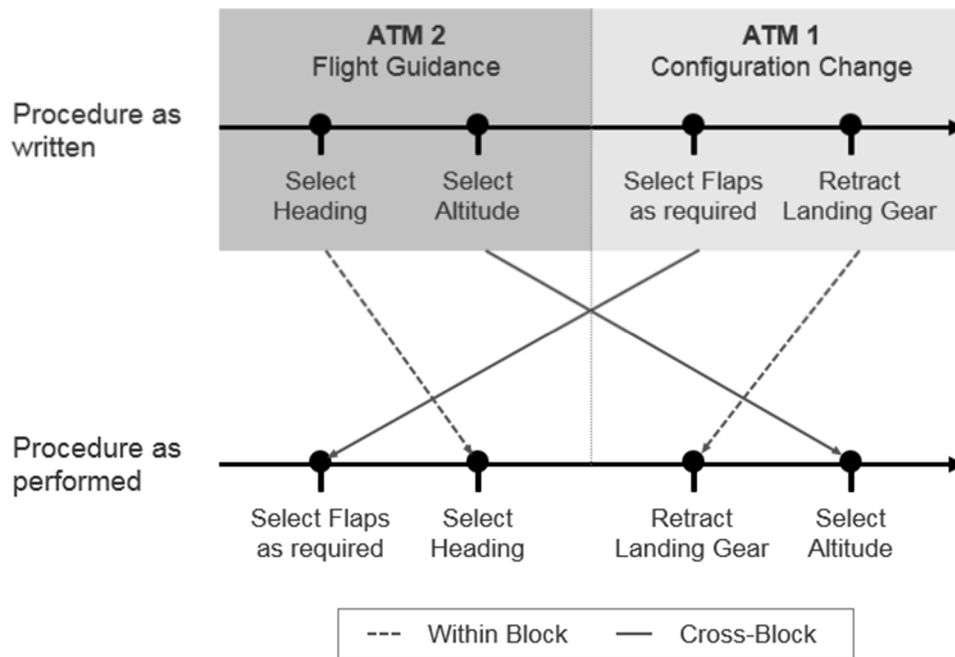 ATM 2
Flight Guidance
ATM 1
Configuration Change
Procedure as
written
Select
Heading
Select
Altitude
Select Flaps
as required
Retract
Landing Gear
Procedure as
performed
Select Flaps
as required
Select
Heading
Retract
Landing Gear
Select
Altitude
Within Block
Cross-Block